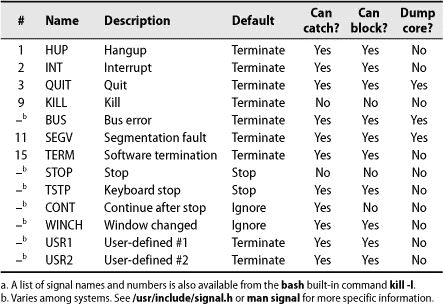 # Name Description Default Can catch? Can block? Dump core?
1 HUP Hangup Terminate Yes Yes No
2 INT Interrupt Terminate Yes Yes No
3 QUIT Quit Terminate Yes Yes Yes
9 KILL Kill Terminate No No No
–b BUS Bus error Terminate Yes Yes Yes
11 SEGV Segmentation fault Terminate Yes Yes Yes
15 TERM Software termination Terminate Yes Yes No
–b STOP Stop Stop No No No
–b TSTP Keyboard stop Stop Yes Yes No
–b CONT Continue after stop Ignore Yes No No
–b WINCH Window changed Ignore Yes Yes No
–b USR1 User-defined #1 Terminate Yes Yes No
–b USR2 User-defined #2 Terminate Yes Yes No
a. A list of signal names and numbers is also available from the bash built-in command kill -l.
b. Varies among systems. See /usr/include/signal.h or man signal for more specific information.